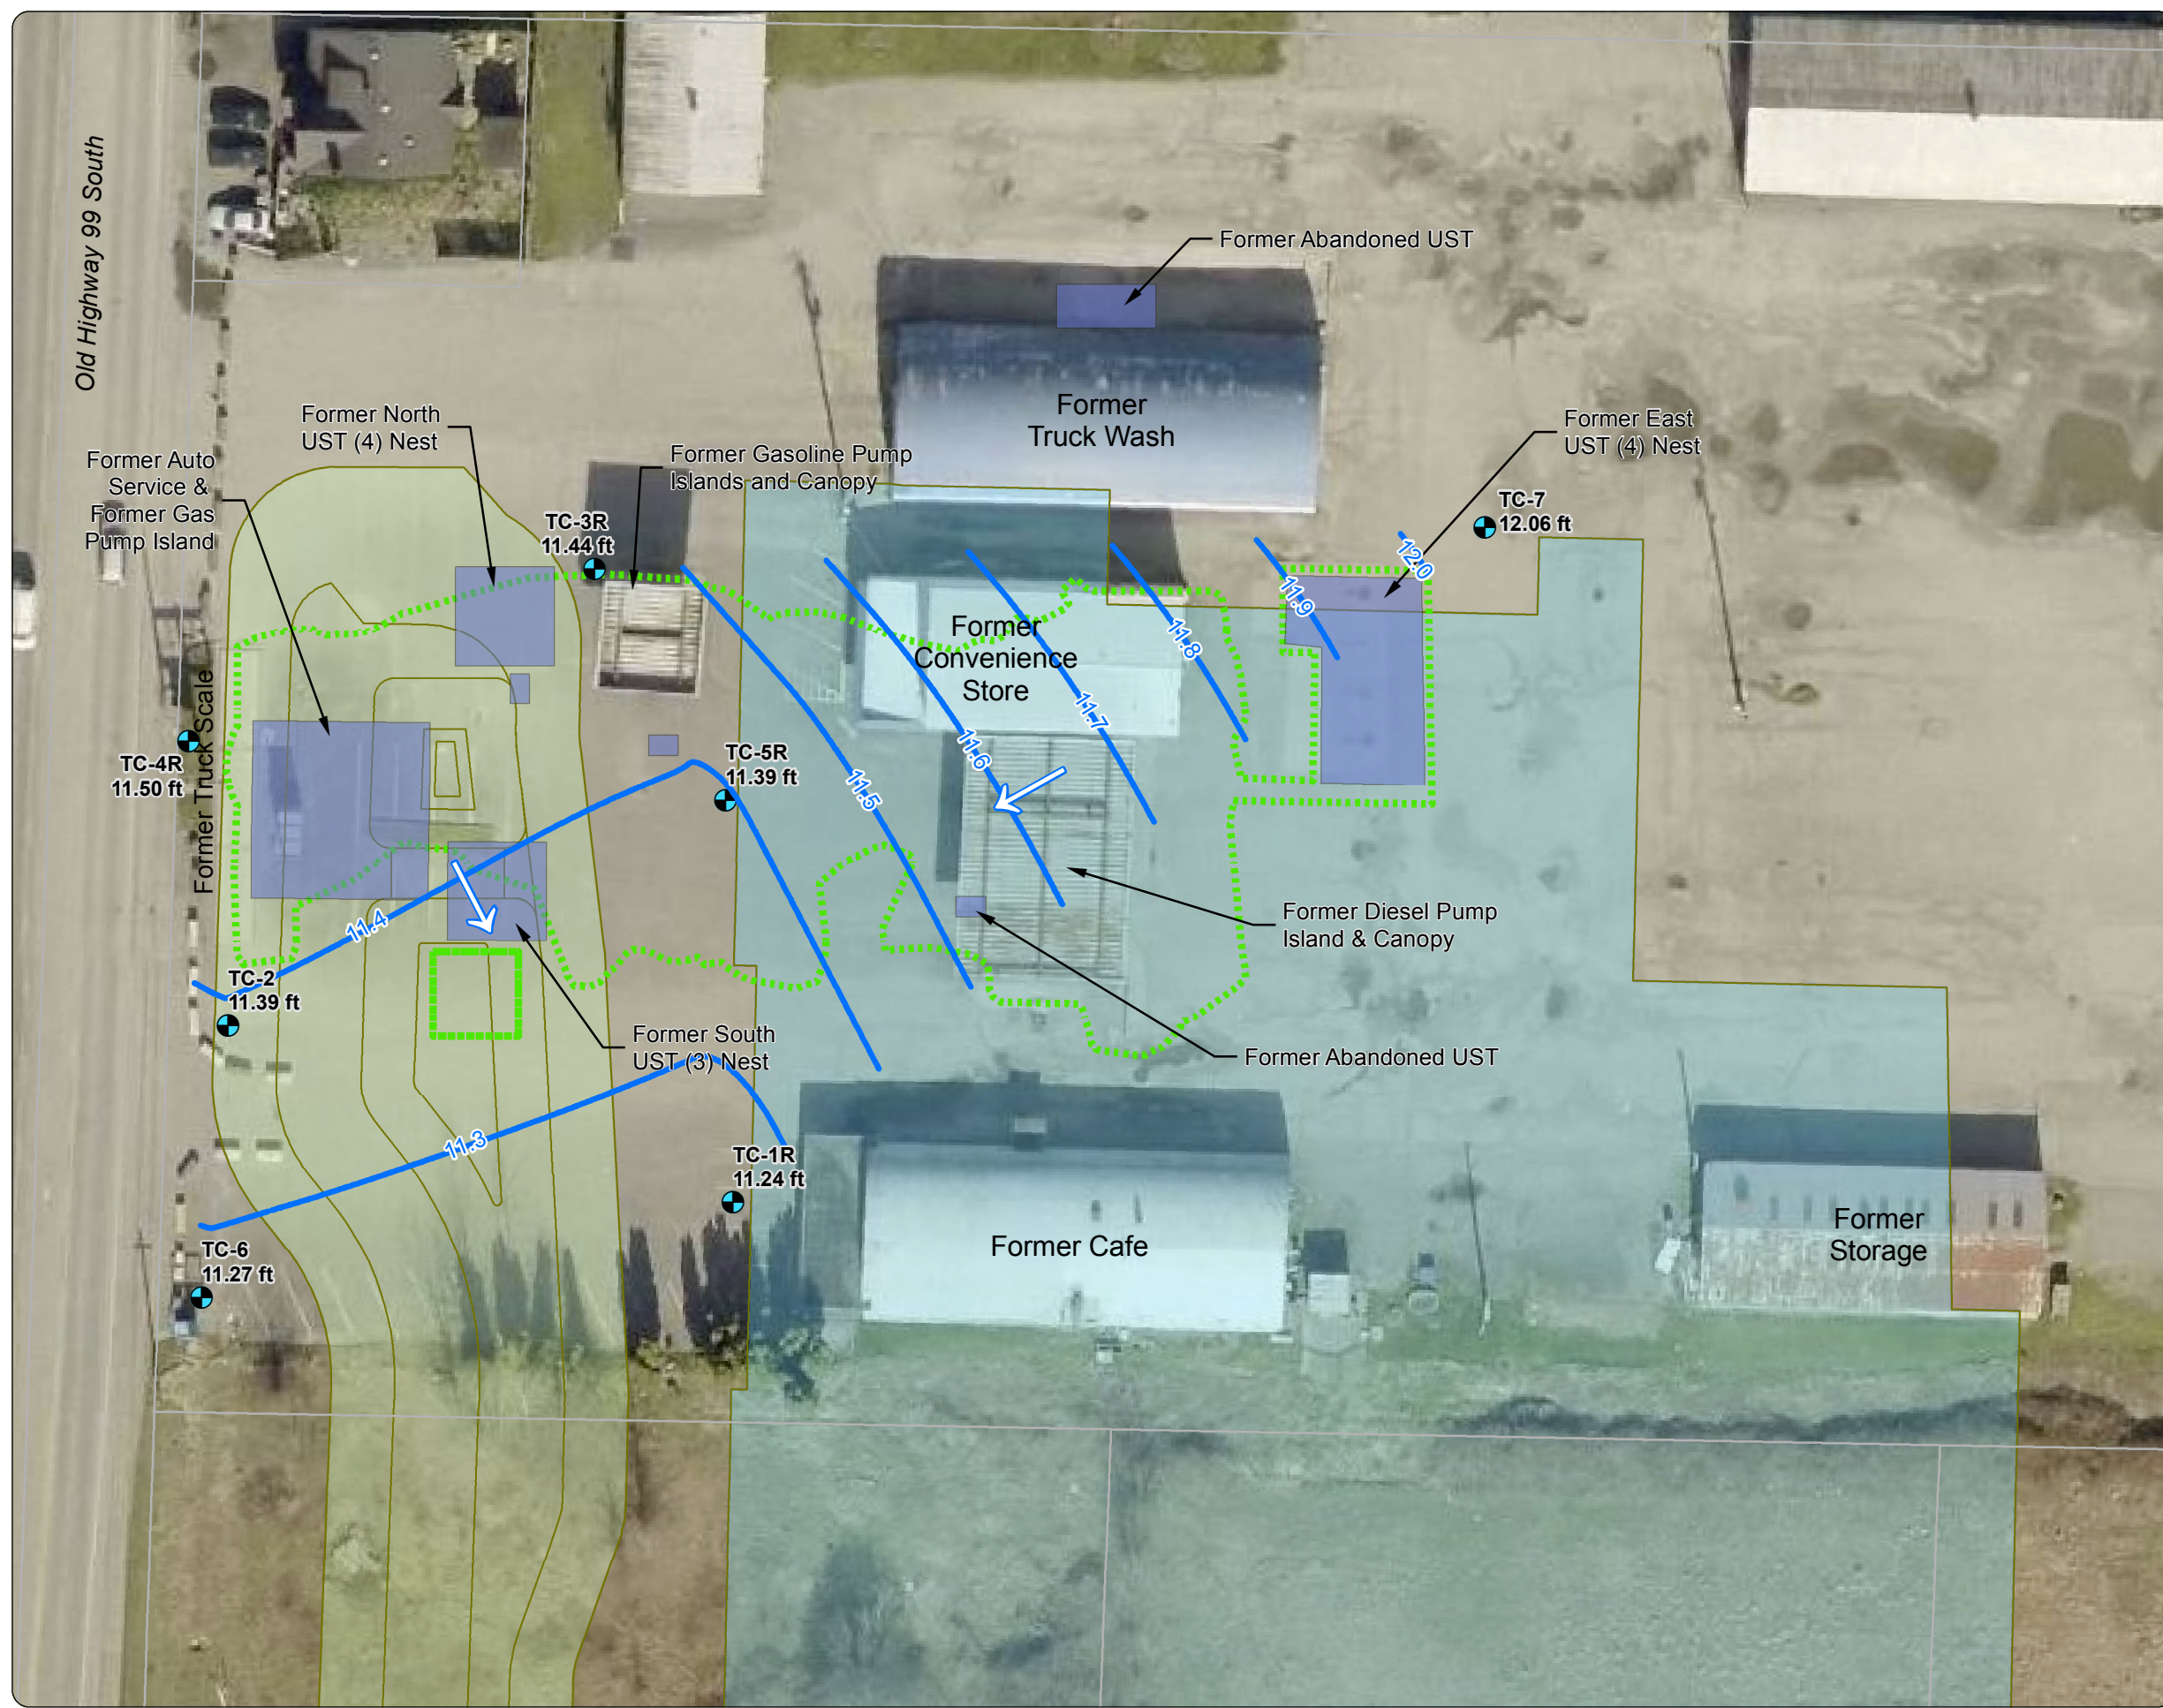 Old Highway 99 South
Former Abandoned UST
Former
Truck Wash
Former North
UST (4) Nest
Former East
UST (4) Nest
Former Auto
Service &
Former Gas
Pump Island
Former Gasoline Pump
Islands and Canopy
TC-3R
11.44 ft
TC-7
12.06 ft
12.0
11.9
11.8
11.7
11.6
11.5
Former
Convenience
Store
Former Truck Scale
TC-4R
11.50 ft
TC-5R
11.39 ft
11.4
Former Diesel Pump
Island & Canopy
TC-2
11.39 ft
Former South
UST (3) Nest
Former Abandoned UST
11.3
TC-1R
11.24 ft
TC-6
11.27 ft
Former Cafe
Former
Storage